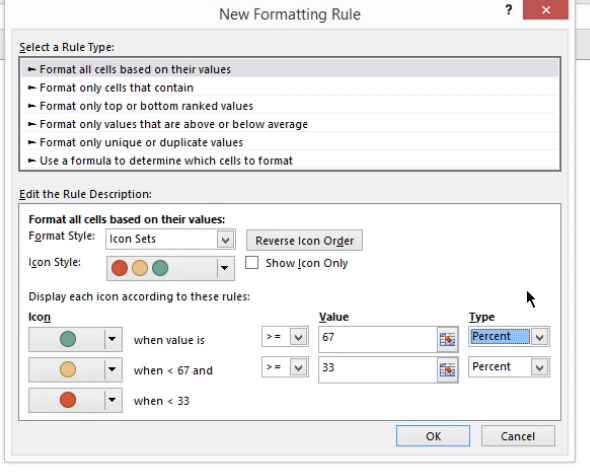 New Formatting Rule
?
x
Select a Rule Type:
► Format all cells based on their values
► Format only cells that contain
► Format only top or bottom ranked values
► Format only values that are above or below average
► Format only unique or duplicate values
► Use a formula to determine which cells to format
Edit the Rule Description:
Format all cells based on their values:
Format Style: Icon Sets Reverse Icon Order
Icon Style: Show Icon Only
Display each icon according to these rules:
Icon Value Type
when value is >= 67 Percent
when < 67 and >= 33 Percent
when < 33
OK Cancel